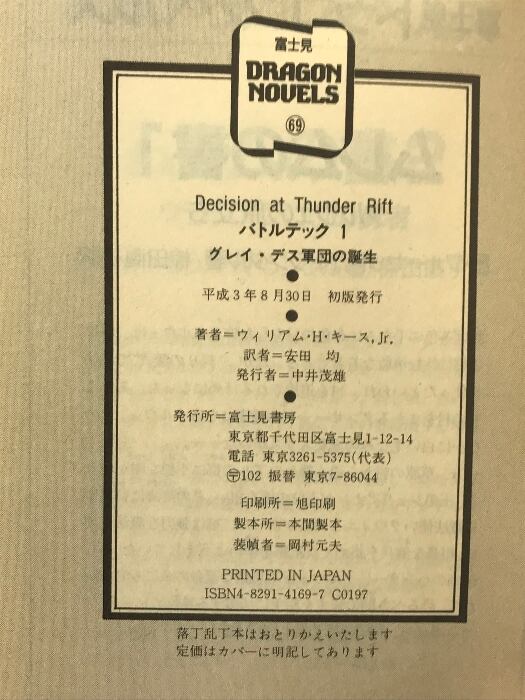 富士見
DRAGON
NOVELS
69
Decision at Thunder Rift
バトルテック 1
グレイ・デス軍団の誕生
●
平成3年8月30日 初版発行
●
著者=ウィリアム・H・キース,Jr.
訳者=安田 均
発行者=中井茂雄
●
発行所=富士見書房
東京都千代田区富士見1-12-14
電話 東京3261-5375(代表)
〒102 振替 東京7-86044
印刷所=旭印刷
製本所=本間製本
装幀者=岡村元夫
PRINTED IN JAPAN
ISBN4-8291-4169-7 C0197
落丁乱丁本はおとりかえいたします
定価はカバーに明記してあります